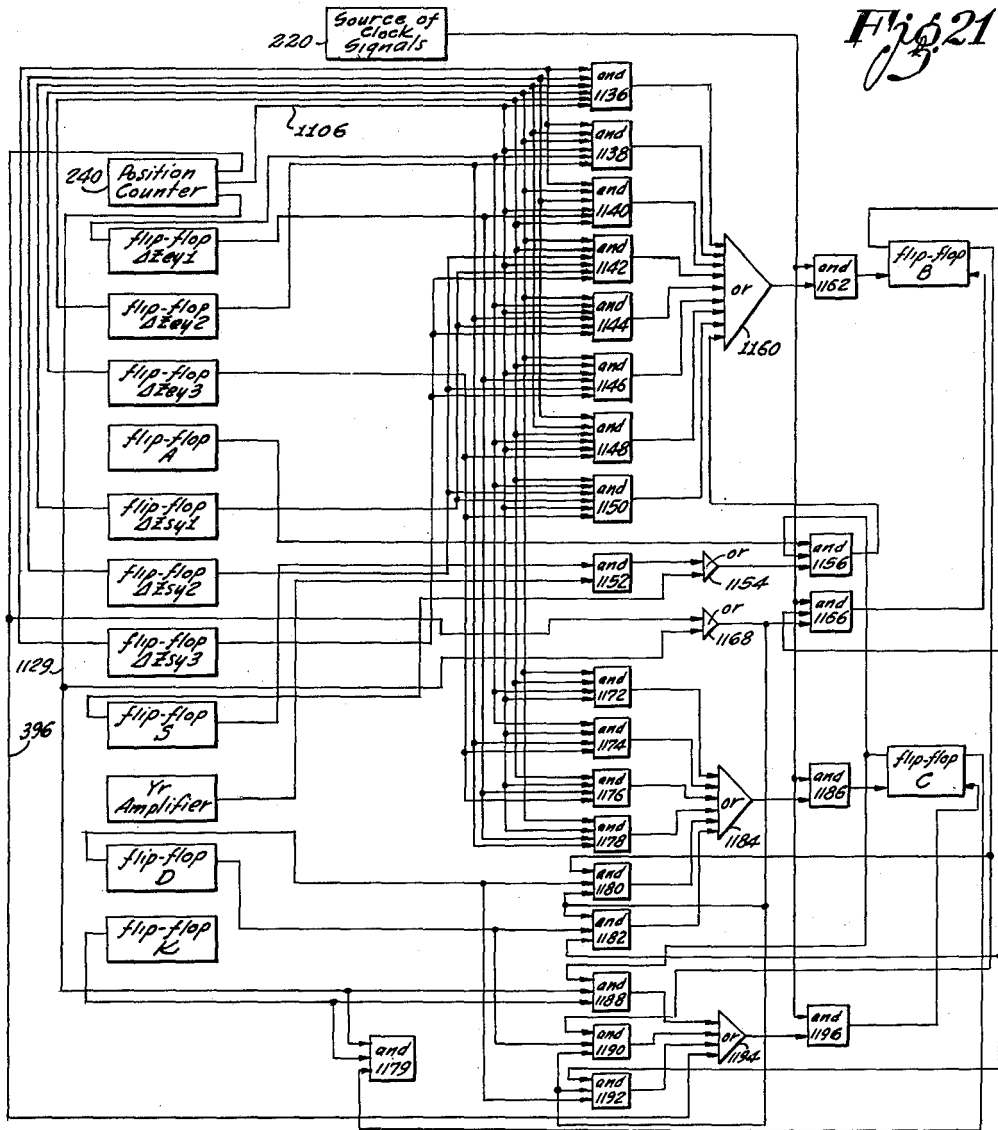 Fig. 21
220
Source of
Clock
Signals
and
1136
1106
and
1138
240
Position
Counter
and
1140
flip-flop
ΔZey1
and
1142
and
1162
flip-flop
B
flip-flop
ΔZey2
and
1144
or
1160
flip-flop
ΔZey3
and
1146
flip-flop
A
and
1148
flip-flop
ΔZsy1
and
1150
and
1156
flip-flop
ΔZsy2
and
1152
or
1154
and
1166
or
1168
flip-flop
ΔZsy3
1129
and
1172
flip-flop
S
396
and
1174
flip-flop
C
Yr
Amplifier
and
1176
or
1184
and
1186
and
1178
flip-flop
D
and
1180
flip-flop
K
and
1182
and
1188
and
1179
and
1190
or
1194
and
1196
and
1192